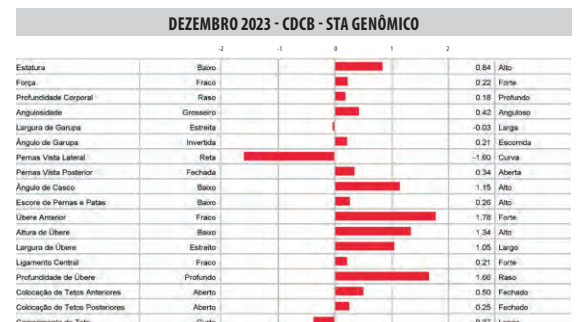 DEZEMBRO 2023 - CDCB - STA GENÔMICO
-2 -1 0 1 2
Estatura Baixo 0.84 Alto
Força Fraco 0.22 Forte
Profundidade Corporal Raso 0.18 Profundo
Angulosidade Grosseiro 0.42 Anguloso
Largura de Garupa Estreita -0.03 Larga
Ângulo de Garupa Invertida 0.21 Escorrida
Pernas Vista Lateral Reta -1.60 Curva
Pernas Vista Posterior Fechada 0.34 Aberta
Ângulo de Casco Baixo 1.15 Alto
Escore de Pernas e Patas Baixo 0.26 Alto
Úbere Anterior Fraco 1.78 Forte
Altura de Úbere Baixo 1.34 Alto
Largura de Úbere Estreito 1.05 Largo
Ligamento Central Fraco 0.21 Forte
Profundidade de Úbere Profundo 1.66 Raso
Colocação de Tetos Anteriores Aberto 0.50 Fechado
Colocação de Tetos Posteriores Aberto 0.25 Fechado